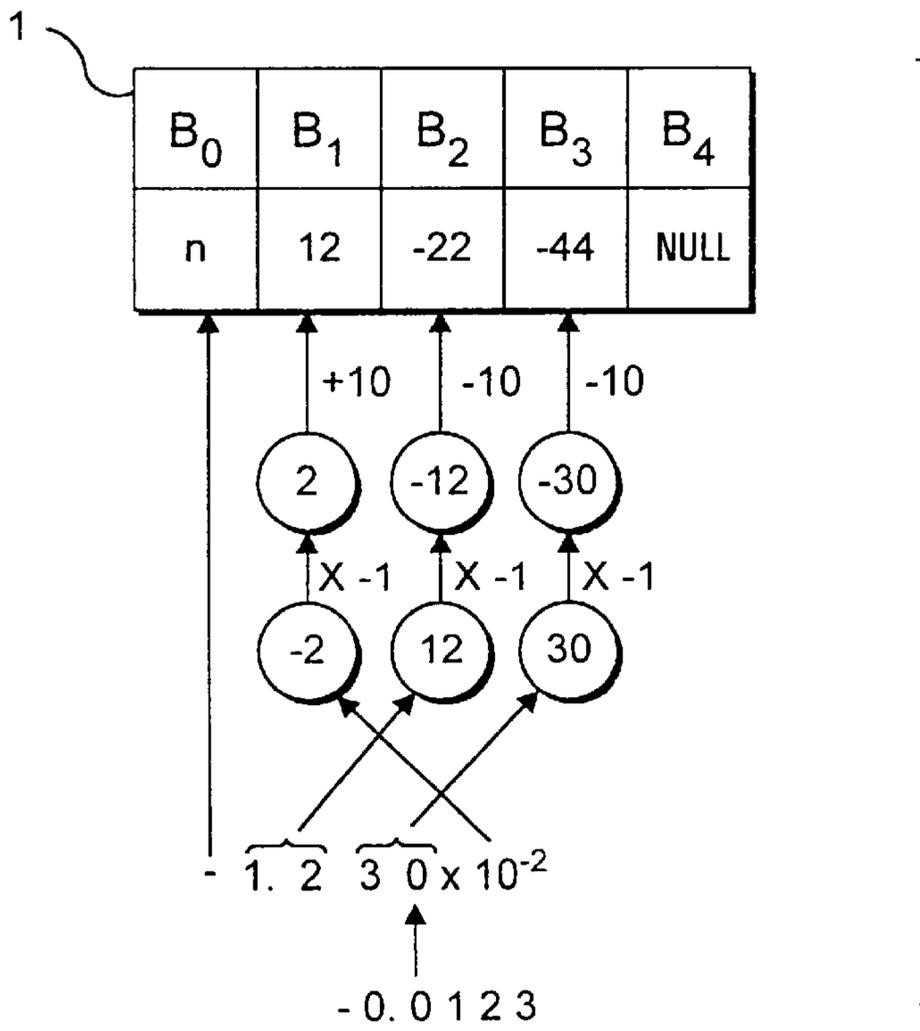 1
B0 B1 B2 B3 B4
n 12 -22 -44 NULL
+10 -10 -10
2 -12 -30
X -1 X -1 X -1
-2 12 30
- 1. 2 3 0 x 10-2
- 0. 0 1 2 3